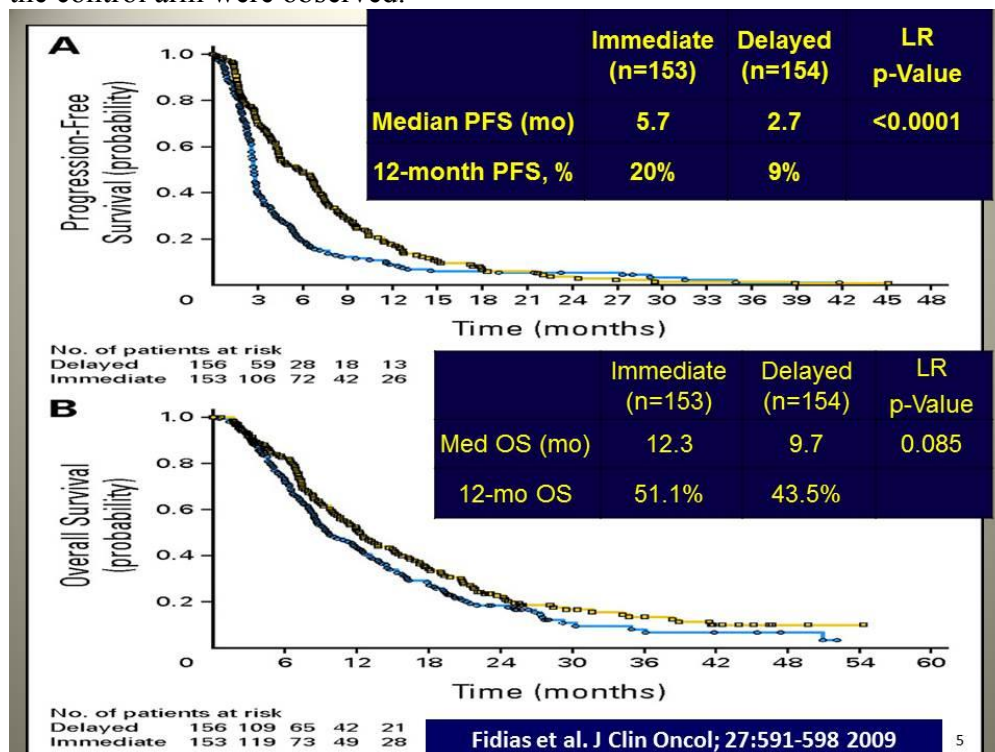 the control arm were observed.
A
Immediate (n=153) Delayed (n=154) LR p-Value
Median PFS (mo) 5.7 2.7 <0.0001
12-month PFS, % 20% 9%
Progression-Free
Survival (probability)
1.0
0.8
0.6
0.4
0.2
0 3 6 9 12 15 18 21 24 27 30 33 36 39 42 45 48
Time (months)
No. of patients at risk
Delayed 156 59 28 18 13
Immediate 153 106 72 42 26
B
Immediate (n=153) Delayed (n=154) LR p-Value
Med OS (mo) 12.3 9.7 0.085
12-mo OS 51.1% 43.5%
Overall Survival
(probability)
1.0
0.8
0.6
0.4
0.2
0 6 12 18 24 30 36 42 48 54 60
Time (months)
No. of patients at risk
Delayed 156 109 65 42 21
Immediate 153 119 73 49 28
Fidias et al. J Clin Oncol; 27:591-598 2009
5